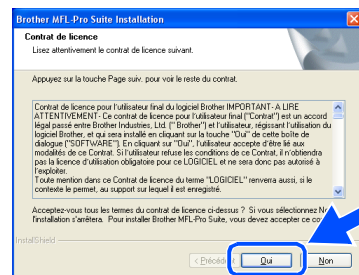 Brother MFL-Pro Suite Installation
Contrat de licence
Lisez attentivement le contrat de licence suivant.
Appuyez sur la touche Page suiv. pour voir le reste du contrat.
Contrat de licence pour l'utilisateur final du logiciel Brother IMPORTANT- A LIRE
ATTENTIVEMENT- Ce contrat de licence pour l'utilisateur final ("Contrat") est un accord
légal passé entre Brother Industries, Ltd. (" Brother") et l'utilisateur, régissant l'utilisation du
logiciel Brother, et qui sera installé en cliquant sur la touche "Oui" de cette boîte de
dialogue ("SOFTWARE"). En cliquant sur "Oui", l'utilisateur accepte d'être lié aux
modalités de ce Contrat. Si l'utilisateur refuse les conditions de ce Contrat, il n'obtiendra
pas la licence d'utilisation obligatoire pour ce LOGICIEL et ne sera donc pas autorisé à
l'exploiter.
Toute mention dans ce Contrat de licence du terme "LOGICIEL" renverra aussi, si le
contexte le permet, au support sur lequel il est enregistré.
Acceptez-vous tous les termes du contrat de licence ci-dessus ? Si vous sélectionnez
l'installation s'arrêtera. Pour installer Brother MFL-Pro Suite, vous devez accepter ce
InstallShield
< Précédent
Oui
Non